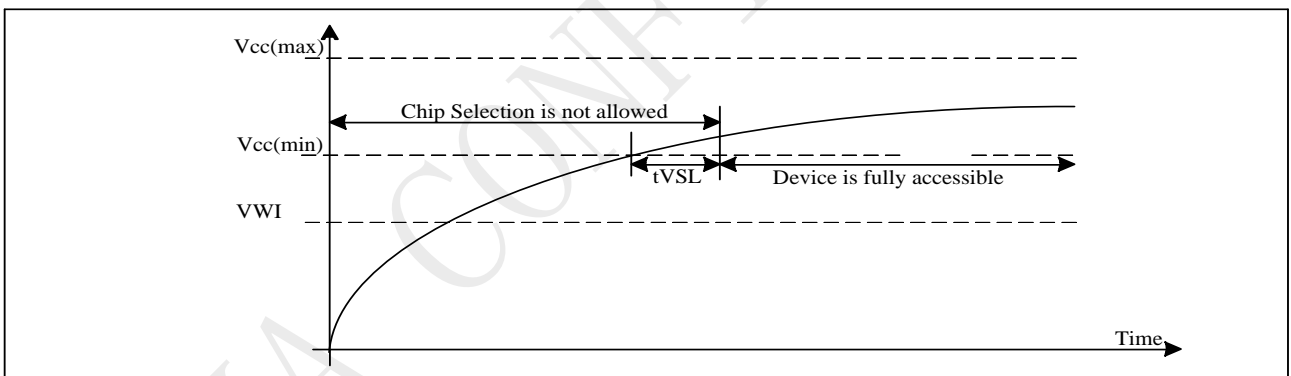 Vcc(max)
Chip Selection is not allowed
Vcc(min)
tVSL
Device is fully accessible
VWI
Time